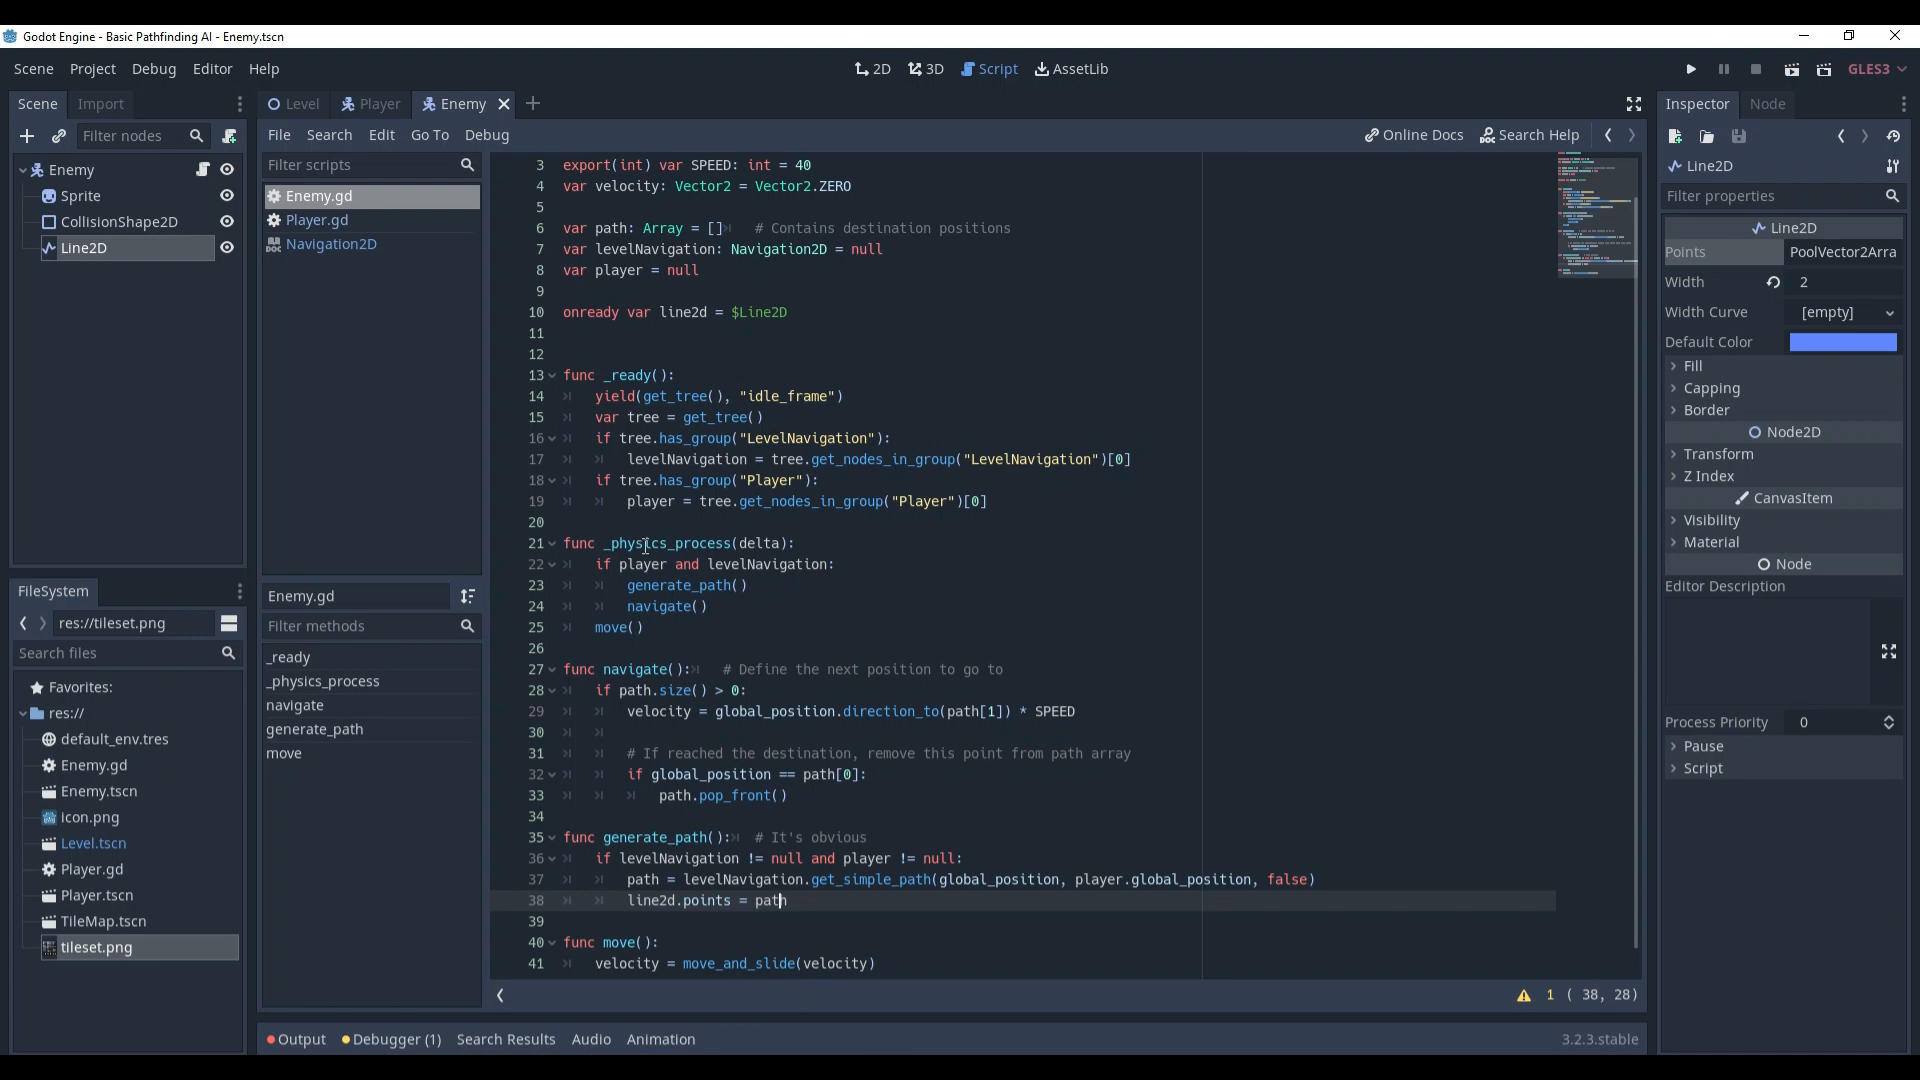 Godot Engine - Basic Pathfinding AI - Enemy.tscn
Scene Project Debug Editor Help
2D 3D Script AssetLib
GLES3
Scene Import
Filter nodes
Enemy
Sprite
CollisionShape2D
Line2D
FileSystem
res://tileset.png
Search files
Favorites:
res://
default_env.tres
Enemy.gd
Enemy.tscn
icon.png
Level.tscn
Player.gd
Player.tscn
TileMap.tscn
tileset.png
Level Player Enemy
File Search Edit Go To Debug
Online Docs Search Help
Filter scripts
Enemy.gd
Player.gd
Navigation2D
Enemy.gd
Filter methods
_ready
_physics_process
navigate
generate_path
move
3 export(int) var SPEED: int = 40
4 var velocity: Vector2 = Vector2.ZERO
5
6 var path: Array = [] # Contains destination positions
7 var levelNavigation: Navigation2D = null
8 var player = null
9
10 onready var line2d = $Line2D
11
12
13 func _ready():
14 yield(get_tree(), "idle_frame")
15 var tree = get_tree()
16 if tree.has_group("LevelNavigation"):
17 levelNavigation = tree.get_nodes_in_group("LevelNavigation")[0]
18 if tree.has_group("Player"):
19 player = tree.get_nodes_in_group("Player")[0]
20
21 func _physics_process(delta):
22 if player and levelNavigation:
23 generate_path()
24 navigate()
25 move()
26
27 func navigate(): # Define the next position to go to
28 if path.size() > 0:
29 velocity = global_position.direction_to(path[1]) * SPEED
30
31 # If reached the destination, remove this point from path array
32 if global_position == path[0]:
33 path.pop_front()
34
35 func generate_path(): # It's obvious
36 if levelNavigation != null and player != null:
37 path = levelNavigation.get_simple_path(global_position, player.global_position, false)
38 line2d.points = path
39
40 func move():
41 velocity = move_and_slide(velocity)
1 ( 38, 28)
Output Debugger (1) Search Results Audio Animation
3.2.3.stable
Inspector Node
Line2D
Filter properties
Line2D
Points PoolVector2Arra
Width 2
Width Curve [empty]
Default Color
Fill
Capping
Border
Node2D
Transform
Z Index
CanvasItem
Visibility
Material
Node
Editor Description
Process Priority 0
Pause
Script